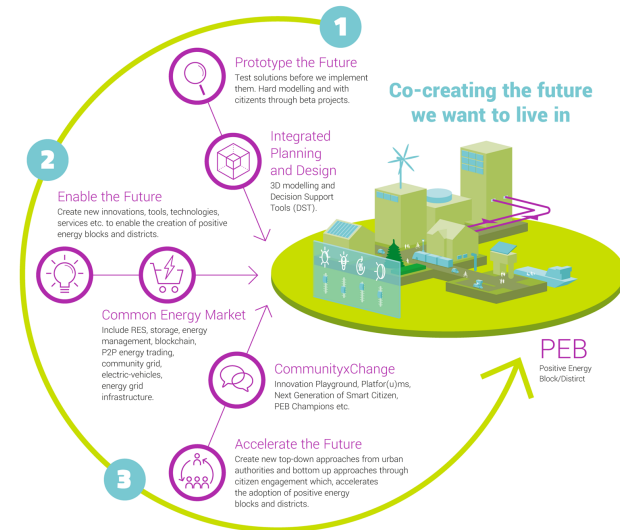 1
Prototype the Future
Test solutions before we implement
them. Hard modelling and with
citizents through beta projects.
Co-creating the future
we want to live in
Integrated
Planning
and Design
3D modelling and
Decision Support
Tools (DST).
2
Enable the Future
Create new innovations, tools, technologies,
services etc. to enable the creation of positive
energy blocks and districts.
Common Energy Market
Include RES, storage, energy
management, blockchain,
P2P energy trading,
community grid,
electric-vehicles,
energy grid
infrastructure.
CommunityxChange
Innovation Playground, Platfor(u)ms,
Next Generation of Smart Citizen,
PEB Champions etc.
PEB
Positive Energy
Block/Distirct
3
Accelerate the Future
Create new top-down approaches from urban
authorities and bottom up approaches through
citizen engagement which, accelerates
the adoption of positive energy
blocks and districts.